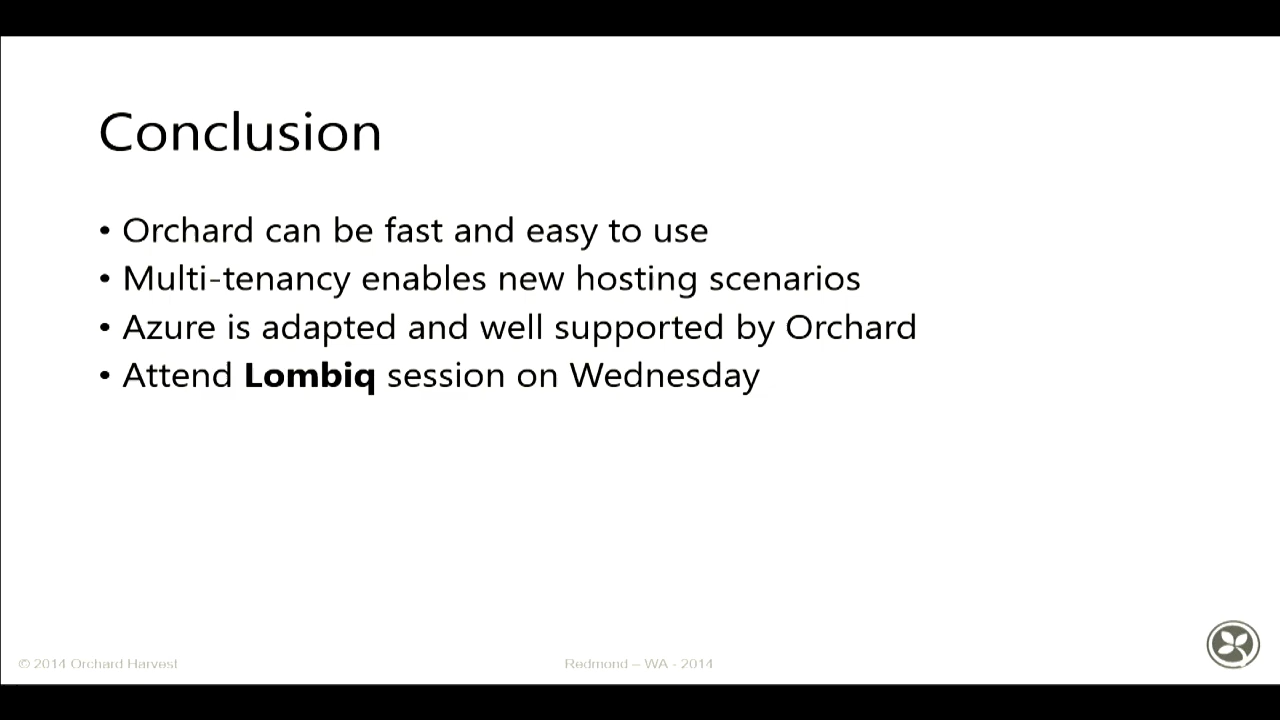 Conclusion
• Orchard can be fast and easy to use
• Multi-tenancy enables new hosting scenarios
• Azure is adapted and well supported by Orchard
• Attend Lombiq session on Wednesday
© 2014 Orchard Harvest
Redmond – WA - 2014